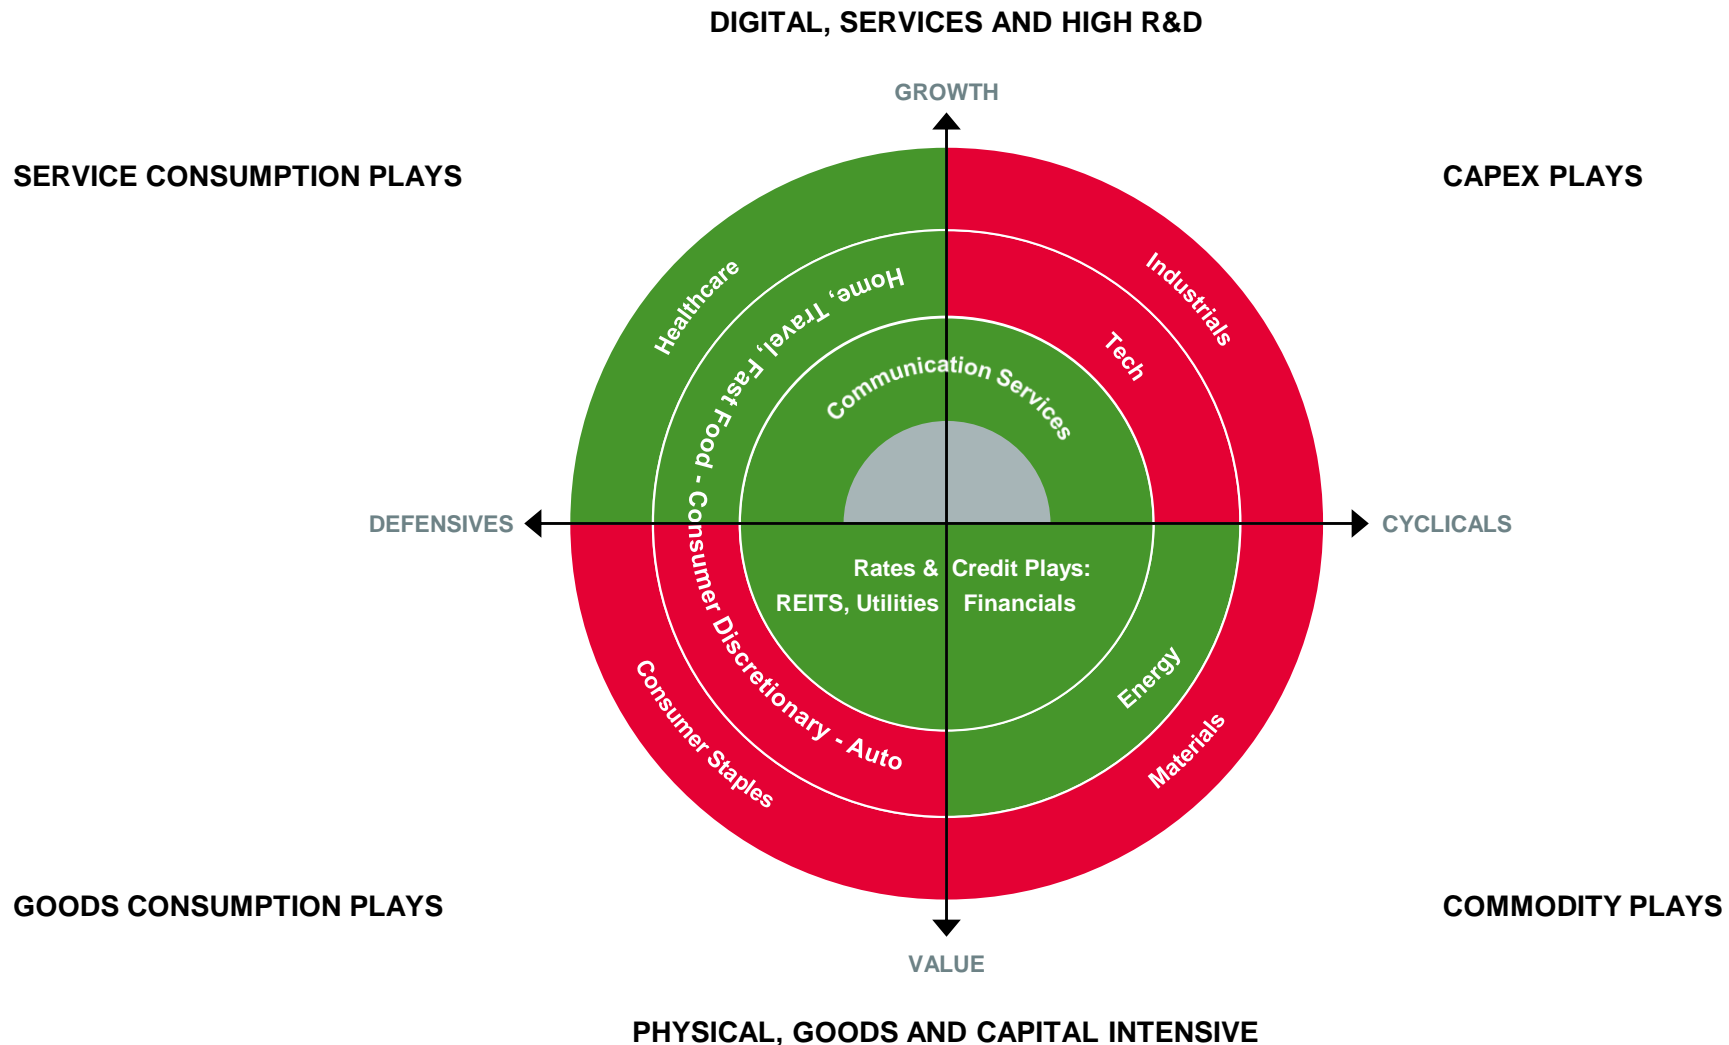 DIGITAL, SERVICES AND HIGH R&D
GROWTH
SERVICE CONSUMPTION PLAYS
CAPEX PLAYS
Healthcare
Home, Travel, Fast Food - Consumer Discretionary - Auto
Industrials
Tech
Communication Services
DEFENSIVES
CYCLICALS
Rates & Credit Plays:
REITS, Utilities Financials
Energy
Consumer Staples
Materials
GOODS CONSUMPTION PLAYS
COMMODITY PLAYS
VALUE
PHYSICAL, GOODS AND CAPITAL INTENSIVE